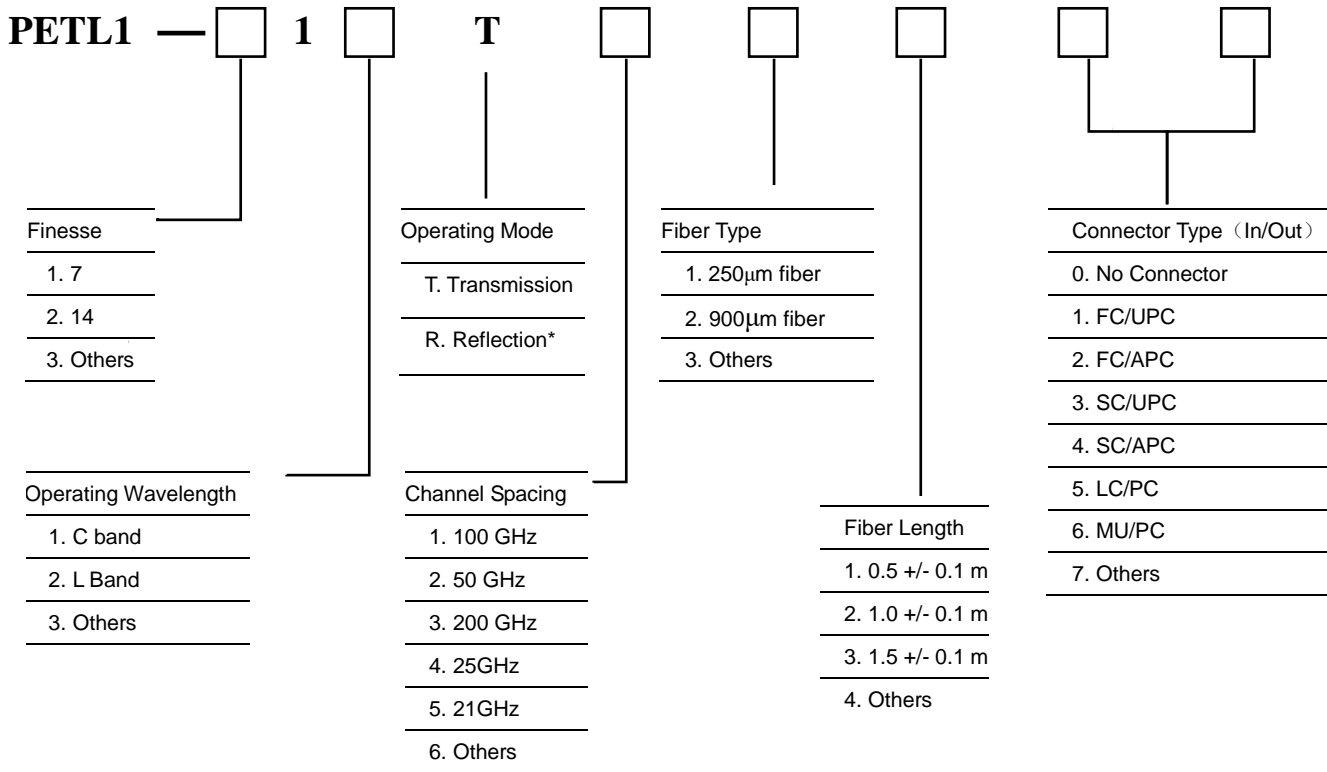 PETL1 — 1 T
Finesse
1. 7
2. 14
3. Others
Operating Mode
T. Transmission
R. Reflection*
Fiber Type
1. 250μm fiber
2. 900μm fiber
3. Others
Connector Type（In/Out）
0. No Connector
1. FC/UPC
2. FC/APC
3. SC/UPC
4. SC/APC
5. LC/PC
6. MU/PC
7. Others
Operating Wavelength
1. C band
2. L Band
3. Others
Channel Spacing
1. 100 GHz
2. 50 GHz
3. 200 GHz
4. 25GHz
5. 21GHz
6. Others
Fiber Length
1. 0.5 +/- 0.1 m
2. 1.0 +/- 0.1 m
3. 1.5 +/- 0.1 m
4. Others